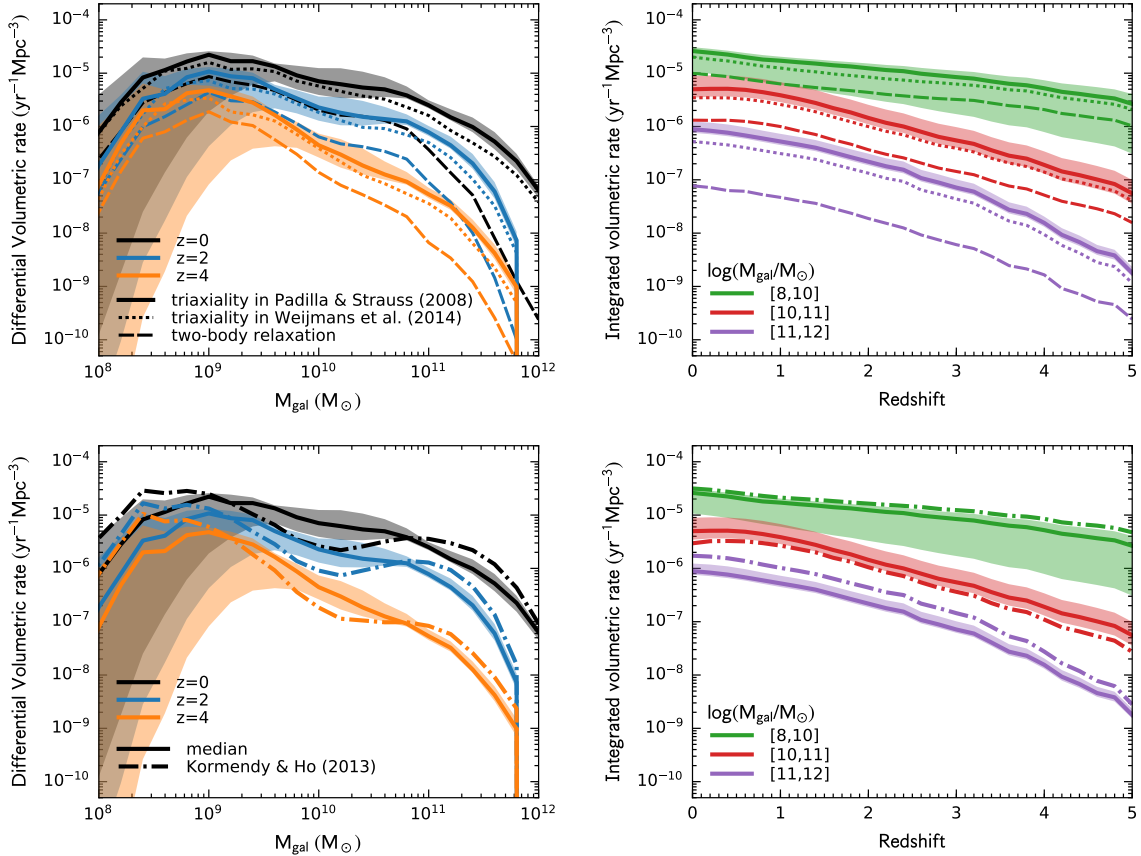 Differential Volumetric rate (yr⁻¹Mpc⁻³)
10⁻⁴
10⁻⁵
10⁻⁶
10⁻⁷
10⁻⁸
10⁻⁹
10⁻¹⁰
z=0
z=2
z=4
triaxiality in Padilla & Strauss (2008)
triaxiality in Weijmans et al. (2014)
two-body relaxation
10⁸ 10⁹ 10¹⁰ 10¹¹ 10¹²
M_gal (M_⊙)
Integrated volumetric rate (yr⁻¹Mpc⁻³)
10⁻⁴
10⁻⁵
10⁻⁶
10⁻⁷
10⁻⁸
10⁻⁹
10⁻¹⁰
log(M_gal/M_⊙)
[8,10]
[10,11]
[11,12]
0 1 2 3 4 5
Redshift
Differential Volumetric rate (yr⁻¹Mpc⁻³)
10⁻⁴
10⁻⁵
10⁻⁶
10⁻⁷
10⁻⁸
10⁻⁹
10⁻¹⁰
z=0
z=2
z=4
median
Kormendy & Ho (2013)
10⁸ 10⁹ 10¹⁰ 10¹¹ 10¹²
M_gal (M_⊙)
Integrated volumetric rate (yr⁻¹Mpc⁻³)
10⁻⁴
10⁻⁵
10⁻⁶
10⁻⁷
10⁻⁸
10⁻⁹
10⁻¹⁰
log(M_gal/M_⊙)
[8,10]
[10,11]
[11,12]
0 1 2 3 4 5
Redshift